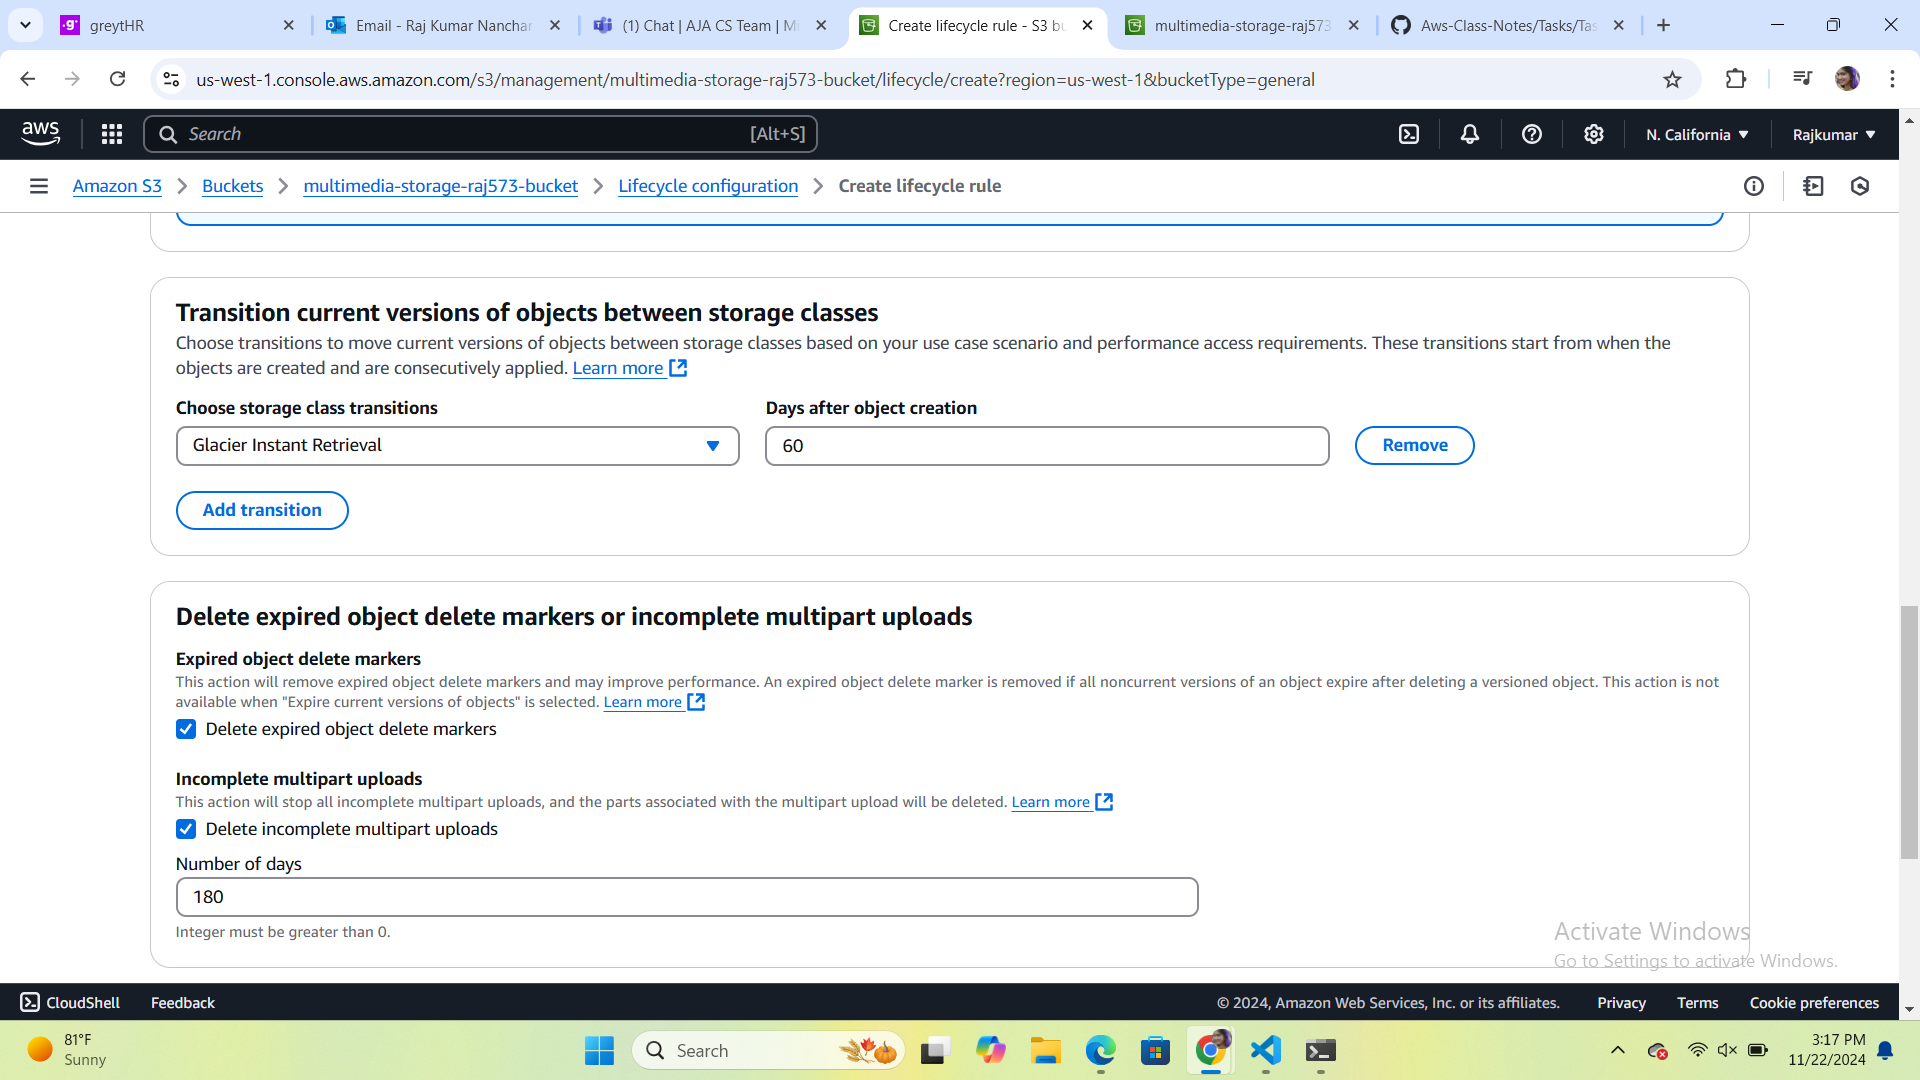 greytHR
Email - Raj Kumar Nanchar
(1) Chat | AJA CS Team | Mi
Create lifecycle rule - S3 bu
multimedia-storage-raj573
Aws-Class-Notes/Tasks/Tas
us-west-1.console.aws.amazon.com/s3/management/multimedia-storage-raj573-bucket/lifecycle/create?region=us-west-1&bucketType=general
aws
Search
[Alt+S]
N. California
Rajkumar
Amazon S3
Buckets
multimedia-storage-raj573-bucket
Lifecycle configuration
Create lifecycle rule
Transition current versions of objects between storage classes
Choose transitions to move current versions of objects between storage classes based on your use case scenario and performance access requirements. These transitions start from when the
objects are created and are consecutively applied. Learn more
Choose storage class transitions
Days after object creation
Glacier Instant Retrieval
60
Remove
Add transition
Delete expired object delete markers or incomplete multipart uploads
Expired object delete markers
This action will remove expired object delete markers and may improve performance. An expired object delete marker is removed if all noncurrent versions of an object expire after deleting a versioned object. This action is not
available when "Expire current versions of objects" is selected. Learn more
Delete expired object delete markers
Incomplete multipart uploads
This action will stop all incomplete multipart uploads, and the parts associated with the multipart upload will be deleted. Learn more
Delete incomplete multipart uploads
Number of days
180
Integer must be greater than 0.
Activate Windows
Go to Settings to activate Windows.
CloudShell
Feedback
© 2024, Amazon Web Services, Inc. or its affiliates.
Privacy
Terms
Cookie preferences
81°F
Sunny
Search
3:17 PM
11/22/2024